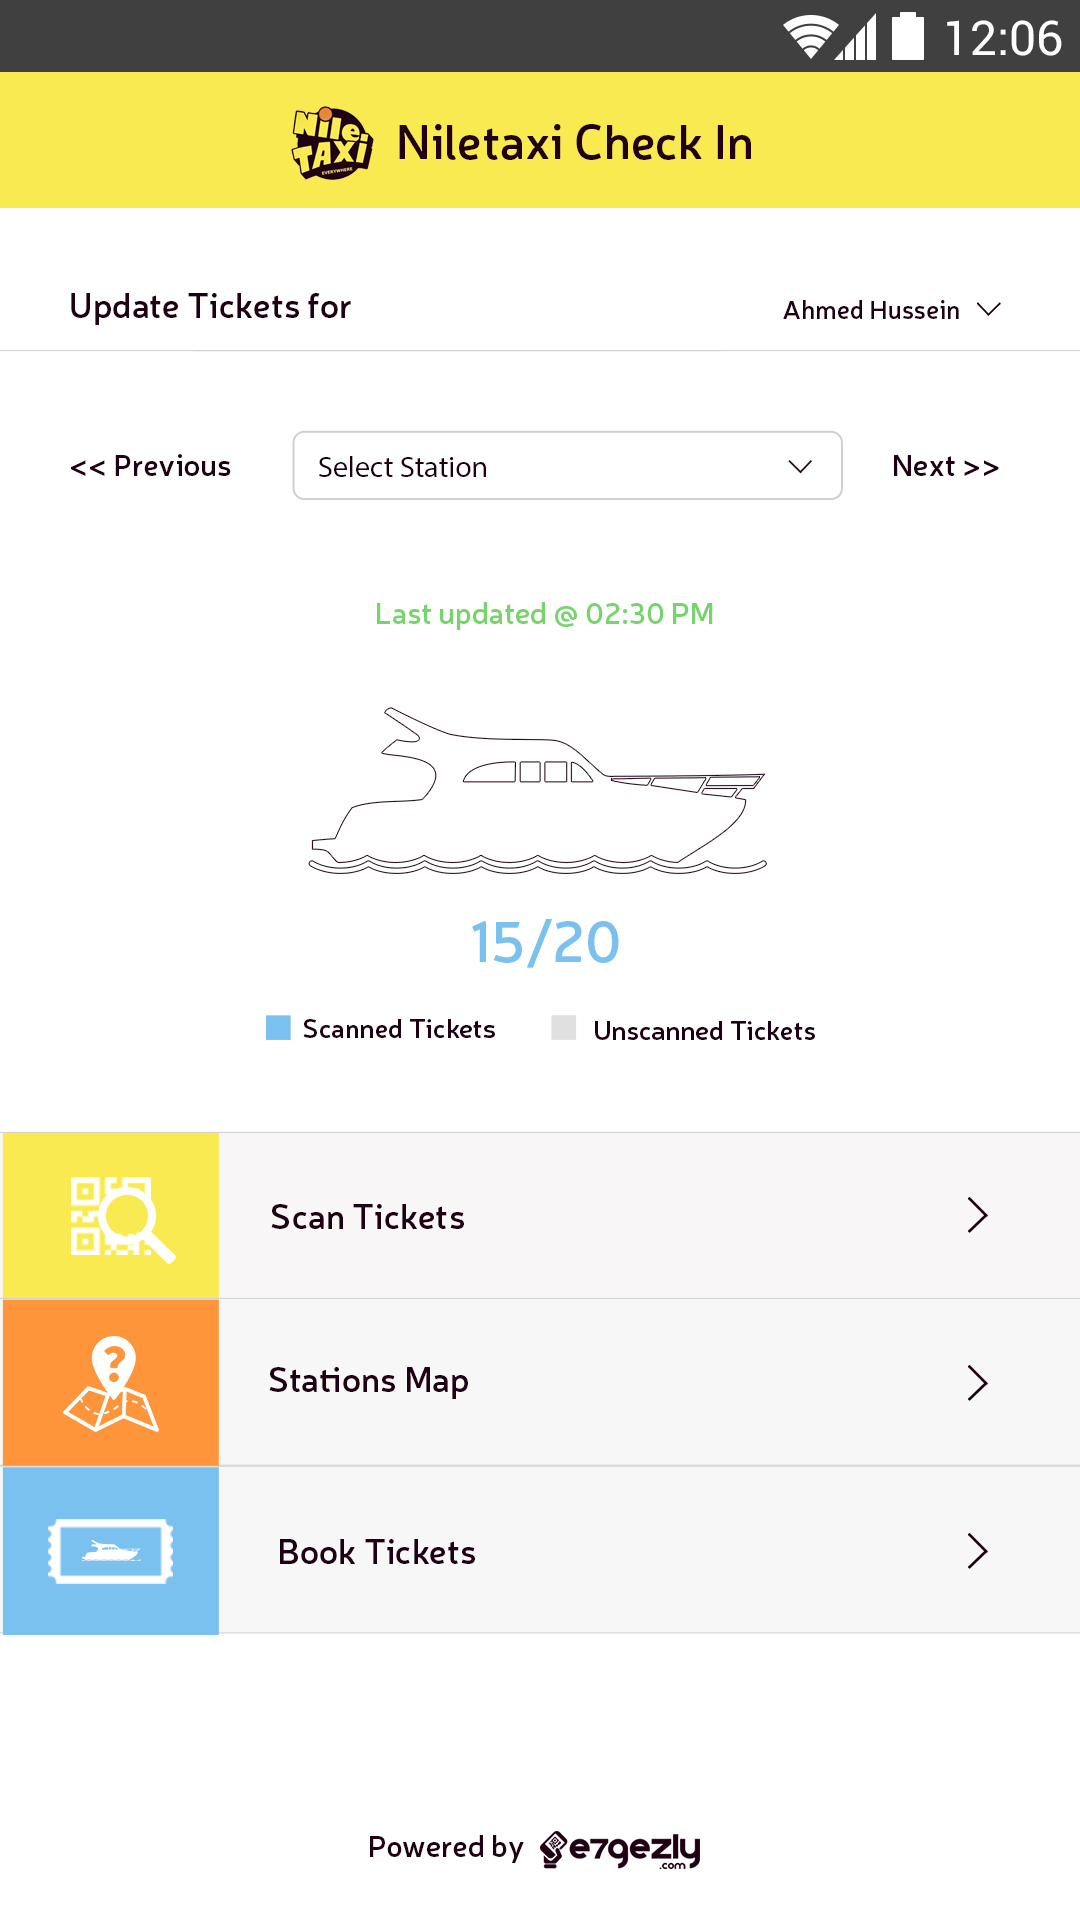 12:06
Nile
TAXI
EVERYWHERE
Niletaxi Check In
Update Tickets for
Ahmed Hussein
<< Previous
Select Station
Next >>
Last updated @ 02:30 PM
15/20
Scanned Tickets
Unscanned Tickets
Scan Tickets
?
Stations Map
Book Tickets
Powered by e7gezly
.com